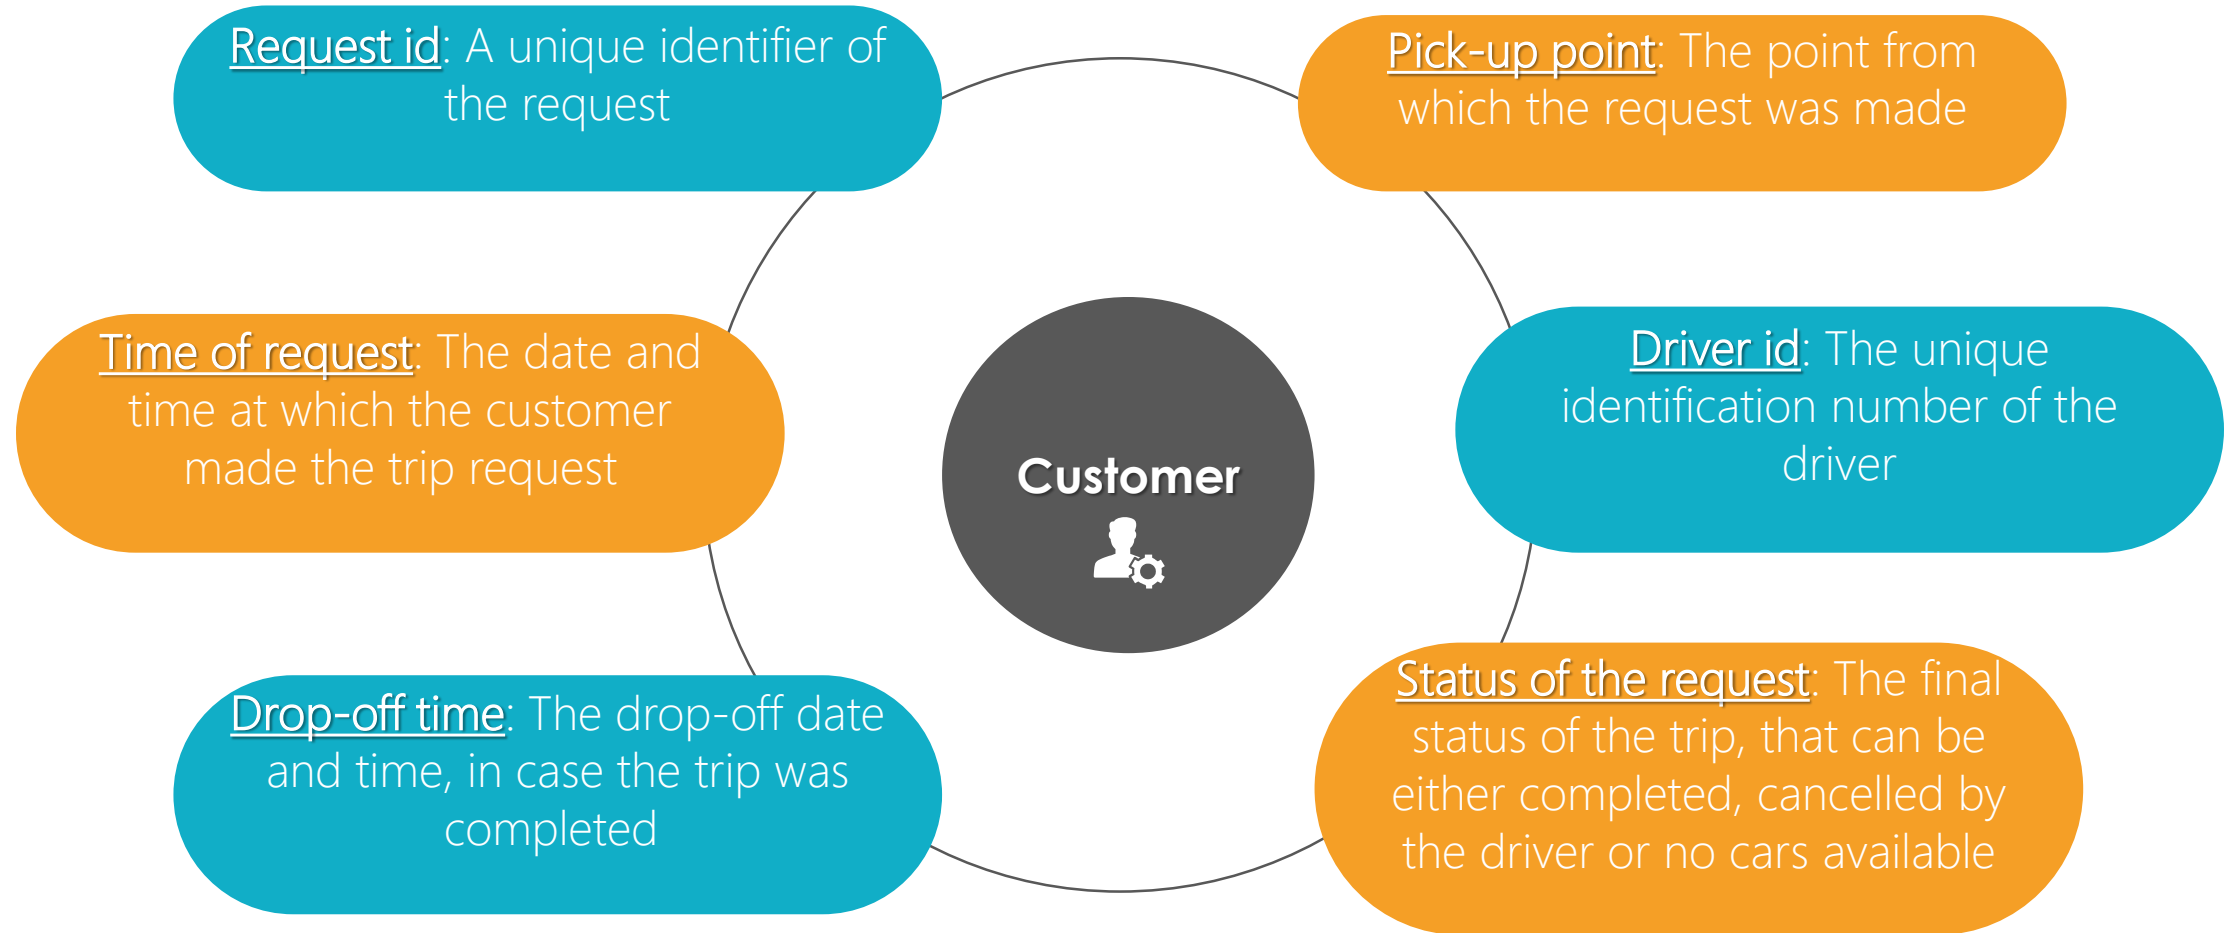 Request id: A unique identifier of
the request
Pick-up point: The point from
which the request was made
Time of request: The date and
time at which the customer
made the trip request
Customer
Driver id: The unique
identification number of the
driver
Drop-off time: The drop-off date
and time, in case the trip was
completed
Status of the request: The final
status of the trip, that can be
either completed, cancelled by
the driver or no cars available